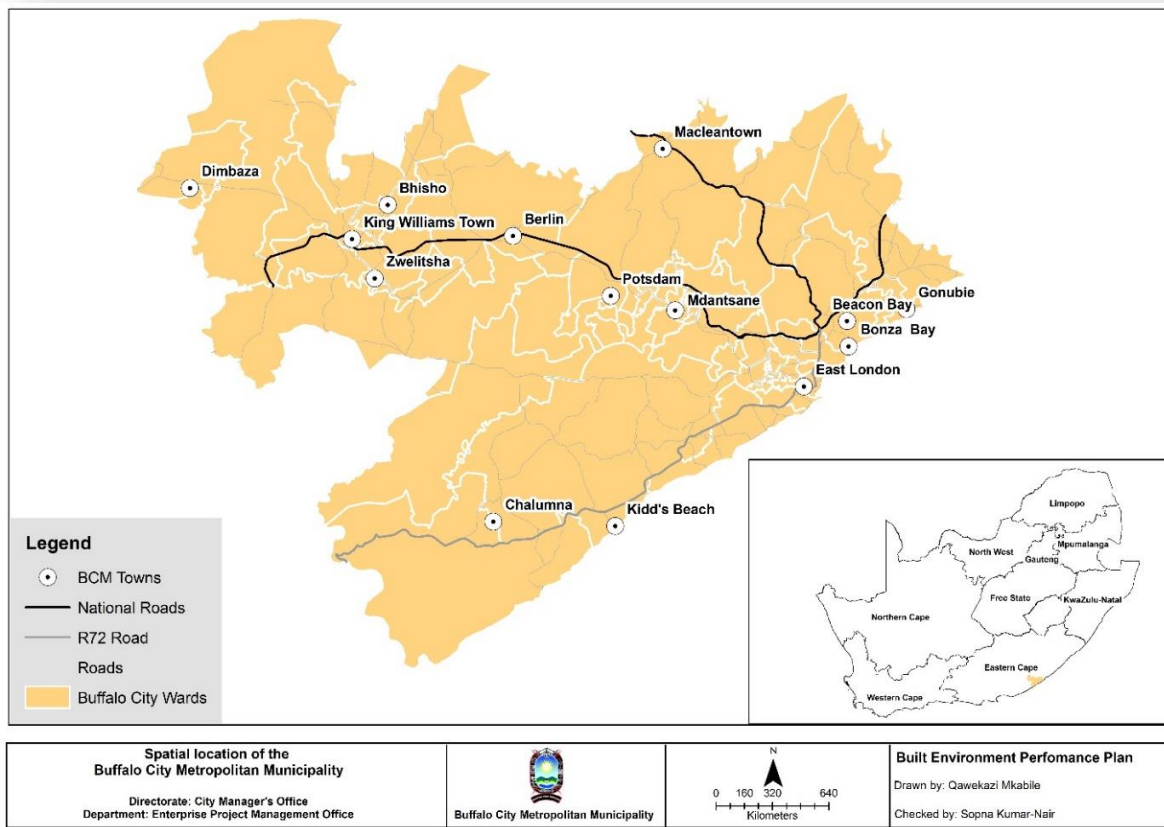 Macleantown
Dimbaza
Bhisho
King Williams Town
Berlin
Zwelitsha
Potsdam
Mdantsane
Beacon Bay
Gonubie
Bonza Bay
East London
Chalumna
Kidd's Beach
Legend
BCM Towns
National Roads
R72 Road
Roads
Buffalo City Wards
Limpopo
North West
Mpumalanga
Gauteng
Free State
KwaZulu-Natal
Northern Cape
Eastern Cape
Western Cape
Spatial location of the
Buffalo City Metropolitan Municipality
Directorate: City Manager's Office
Department: Enterprise Project Management Office
Buffalo City Metropolitan Municipality
N
0 160 320 640
Kilometers
Built Environment Perfomance Plan
Drawn by: Qawekazi Mkabile
Checked by: Sopna Kumar-Nair